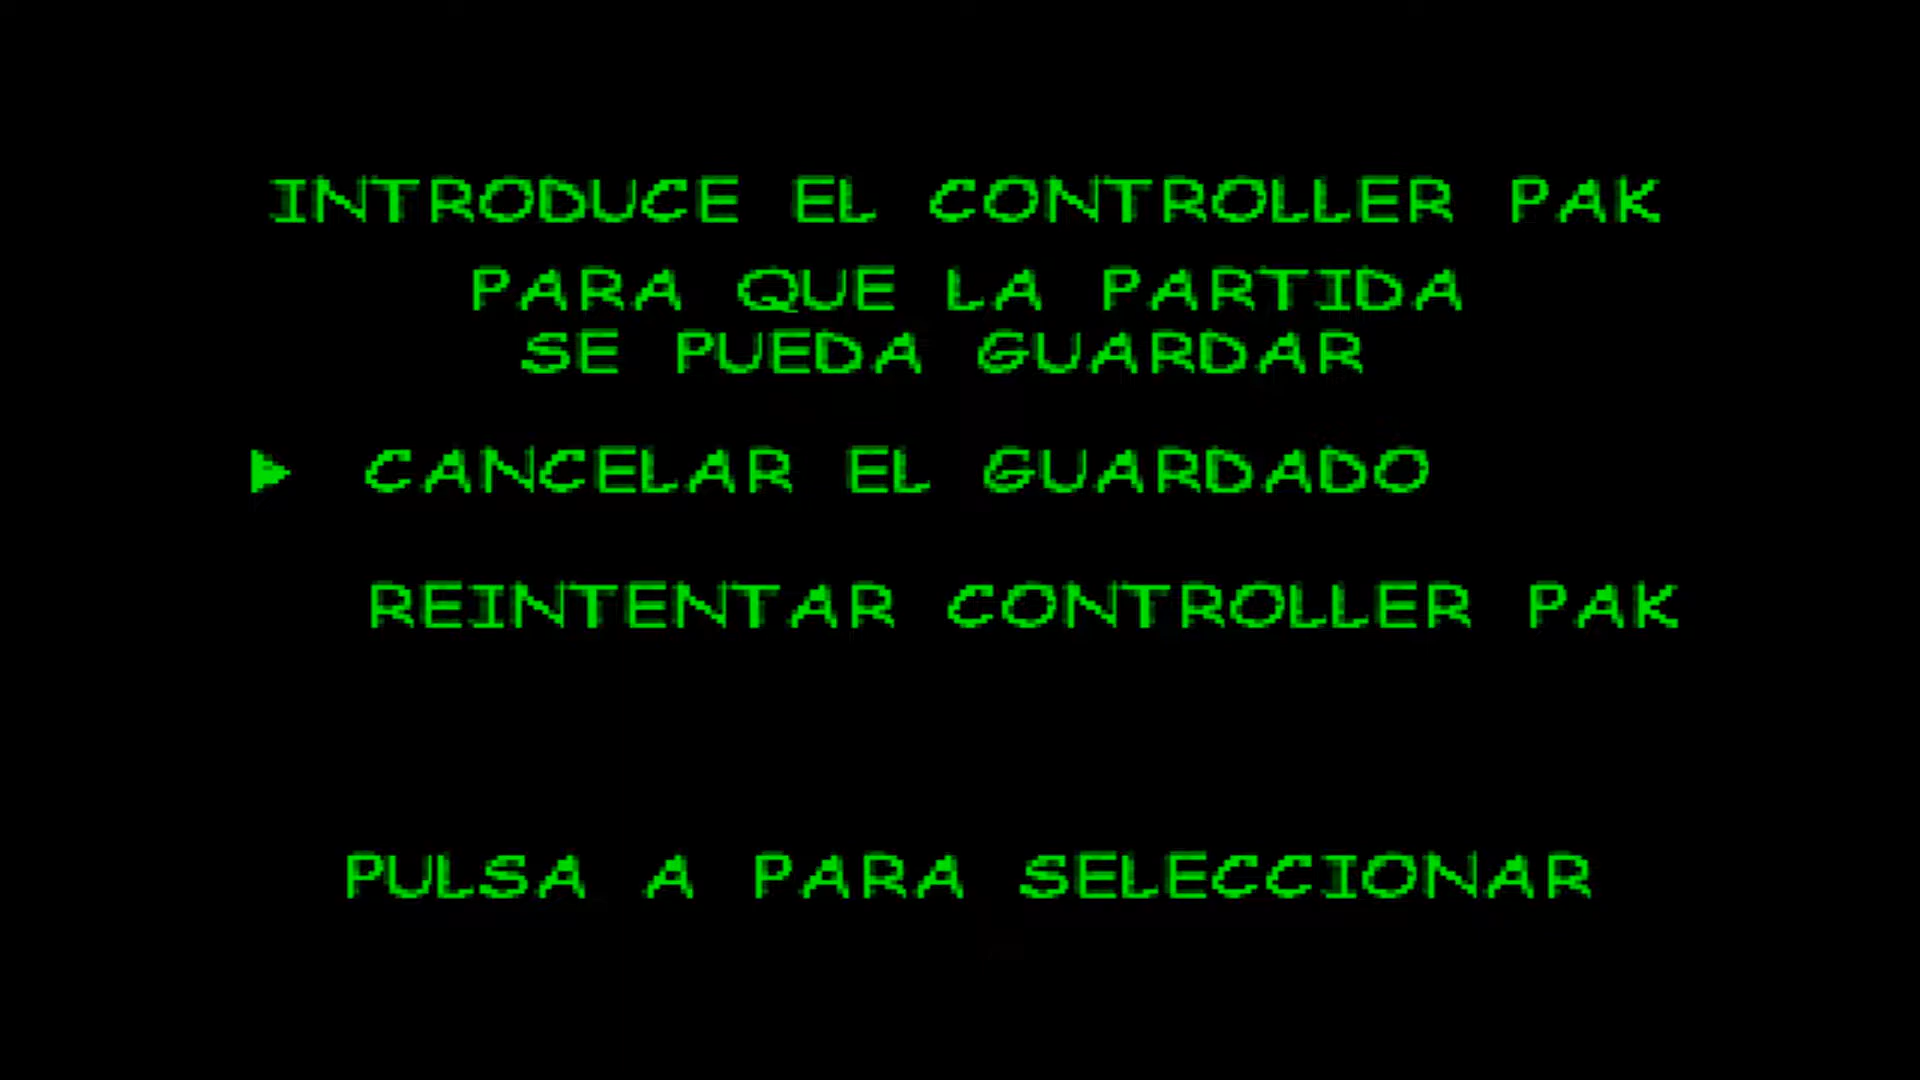 INTRODUCE EL CONTROLLER PAK
PARA QUE LA PARTIDA
SE PUEDA GUARDAR
CANCELAR EL GUARDADO
REINTENTAR CONTROLLER PAK
PULSA A PARA SELECCIONAR